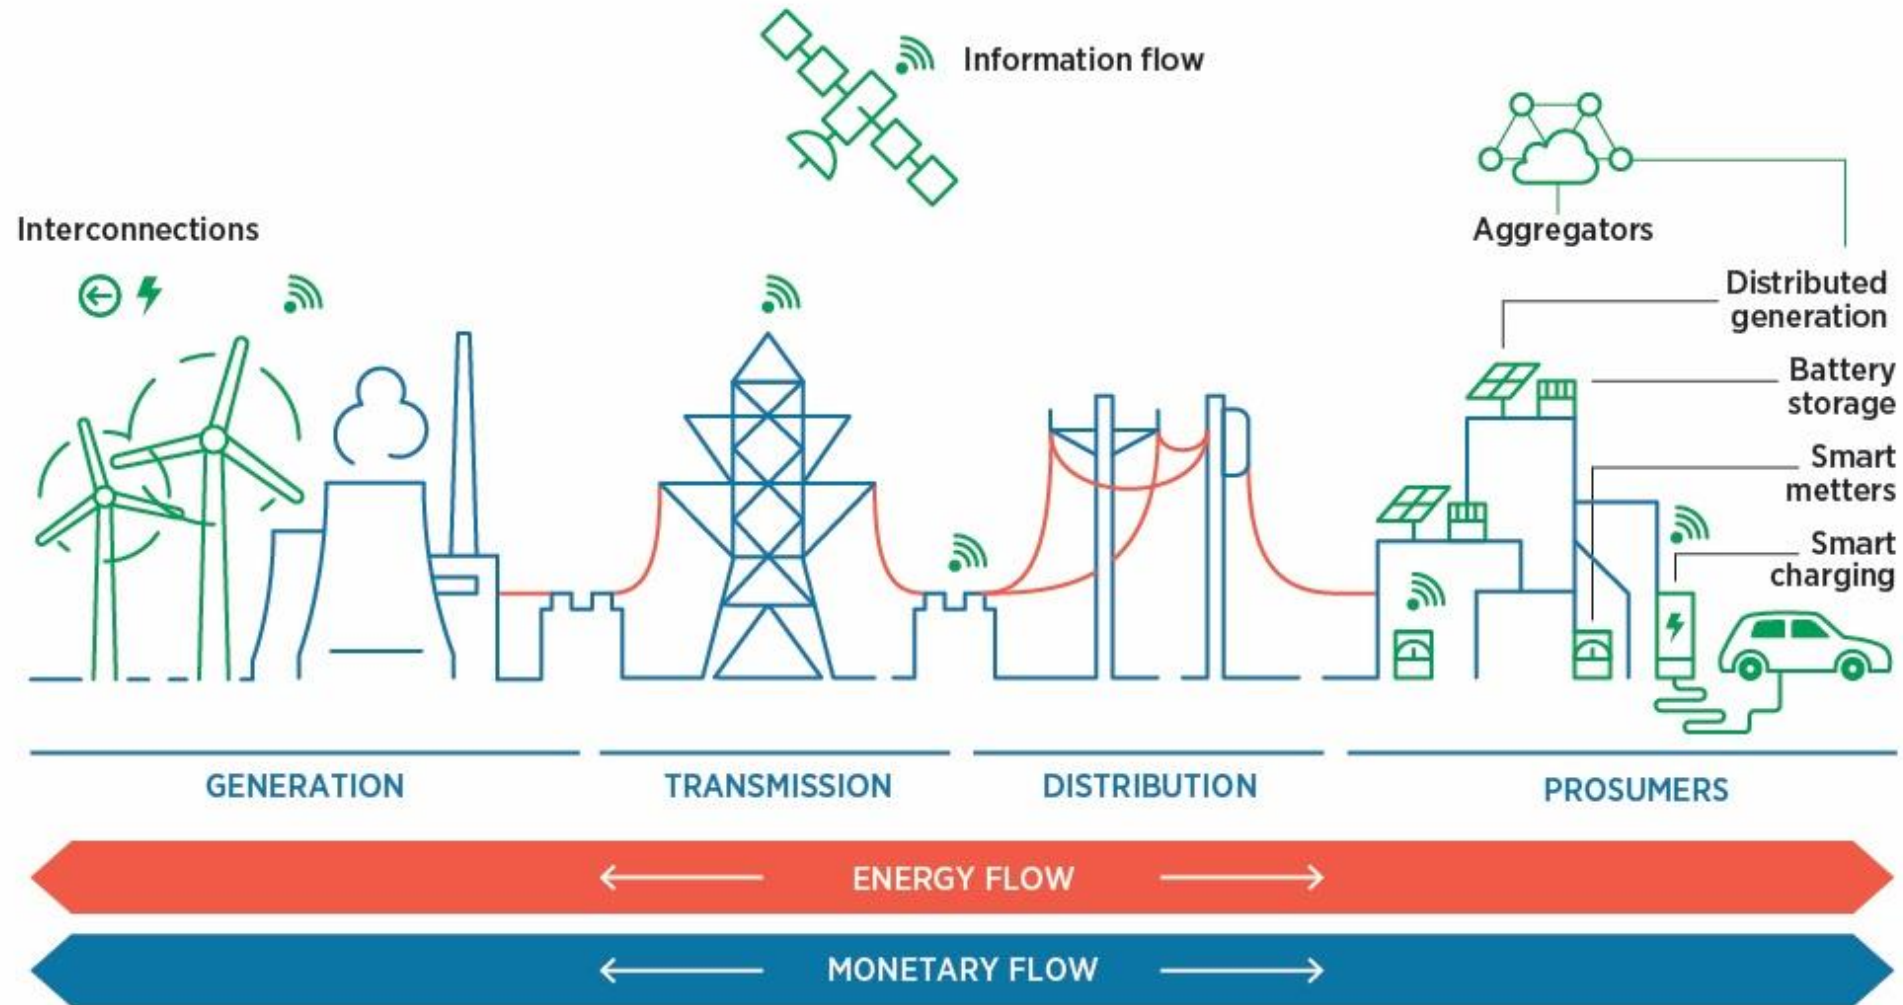 Information flow
Interconnections
Aggregators
Distributed
generation
Battery
storage
Smart
metters
Smart
charging
GENERATION
TRANSMISSION
DISTRIBUTION
PROSUMERS
ENERGY FLOW
MONETARY FLOW